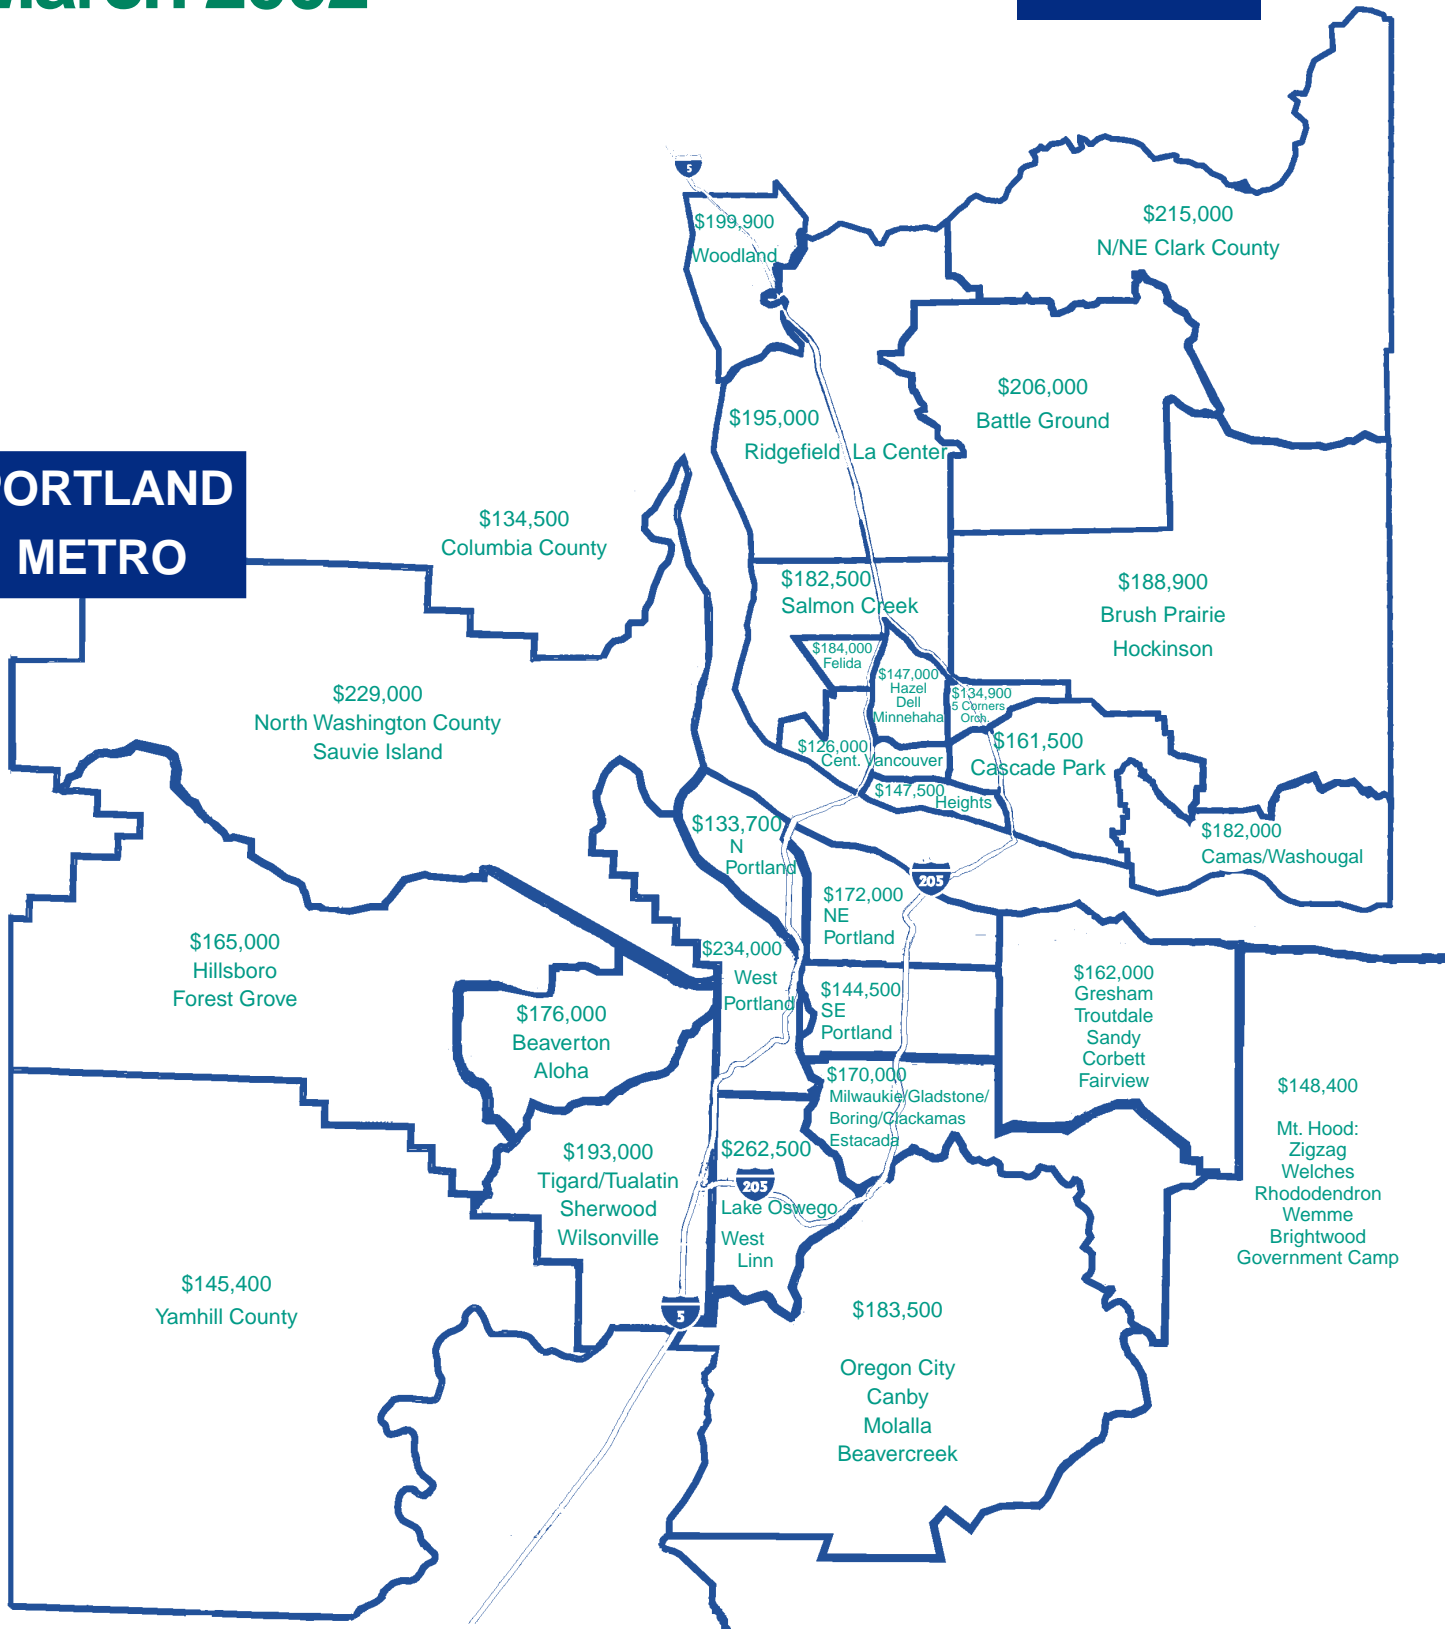 March 2002
5
$199,900
Woodland
$215,000
N/NE Clark County
$206,000
Battle Ground
$195,000
Ridgefield La Center
PORTLAND
METRO
$134,500
Columbia County
$182,500
Salmon Creek
$188,900
Brush Prairie
Hockinson
$184,000
Felida
$147,000
Hazel
Dell
Minnehaha
$134,900
5 Corners
Orch.
$229,000
North Washington County
Sauvie Island
$126,000
Cent. Vancouver
$161,500
Cascade Park
$147,500
Heights
$182,000
Camas/Washougal
$133,700
N
Portland
205
$172,000
NE
Portland
$165,000
Hillsboro
Forest Grove
$234,000
West
Portland
$144,500
SE
Portland
$162,000
Gresham
Troutdale
Sandy
Corbett
Fairview
$176,000
Beaverton
Aloha
$170,000
Milwaukie/Gladstone/
Boring/Clackamas
Estacada
$148,400
Mt. Hood:
Zigzag
Welches
Rhododendron
Wemme
Brightwood
Government Camp
$193,000
Tigard/Tualatin
Sherwood
Wilsonville
$262,500
205
Lake Oswego
West
Linn
$145,400
Yamhill County
5
$183,500
Oregon City
Canby
Molalla
Beavercreek